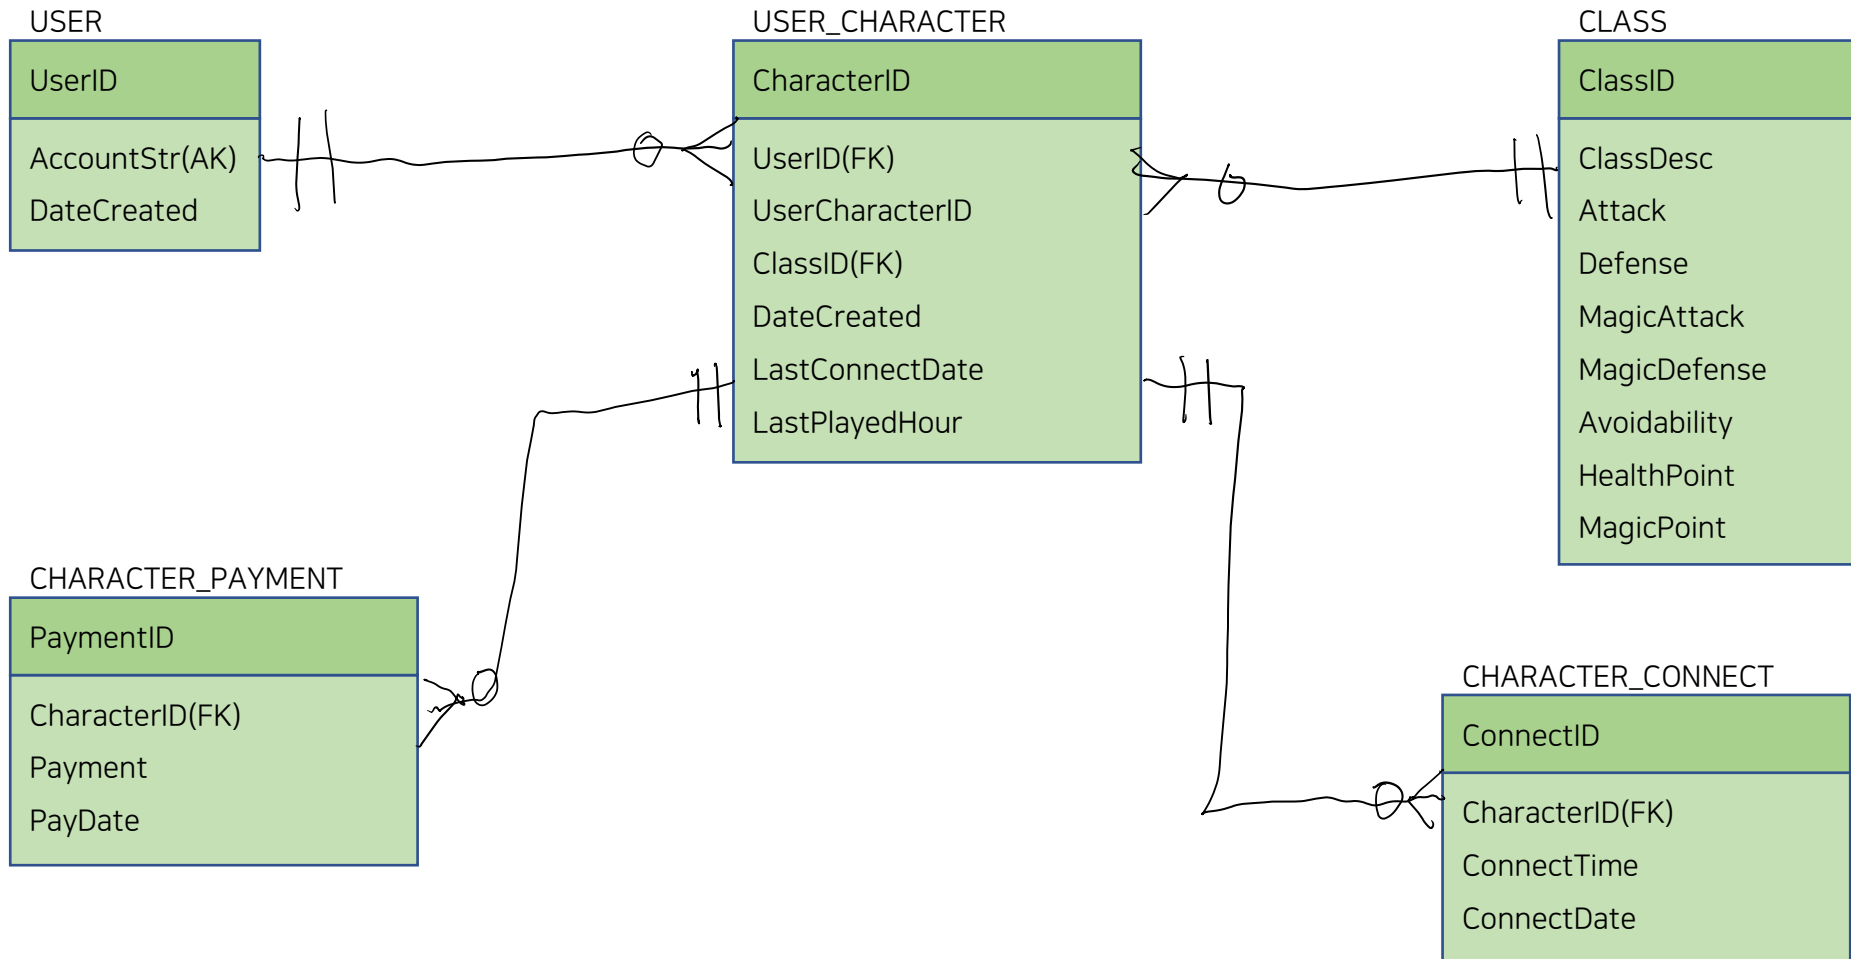 USER
UserID
AccountStr(AK)
DateCreated
USER_CHARACTER
CharacterID
UserID(FK)
UserCharacterID
ClassID(FK)
DateCreated
LastConnectDate
LastPlayedHour
CLASS
ClassID
ClassDesc
Attack
Defense
MagicAttack
MagicDefense
Avoidability
HealthPoint
MagicPoint
CHARACTER_PAYMENT
PaymentID
CharacterID(FK)
Payment
PayDate
CHARACTER_CONNECT
ConnectID
CharacterID(FK)
ConnectTime
ConnectDate